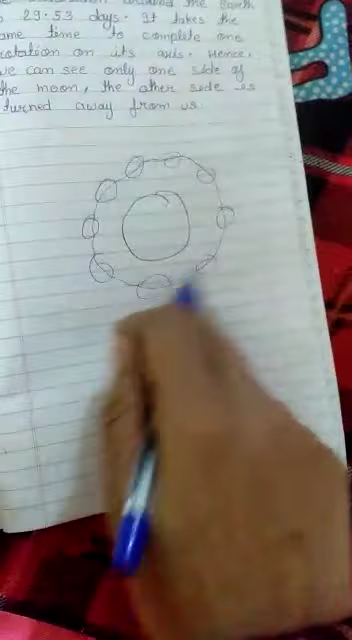 around the Earth
29.53 days. It takes the
same time to complete one
rotation on its axis. Hence,
we can see only one side of
the moon, the other side is
turned away from us